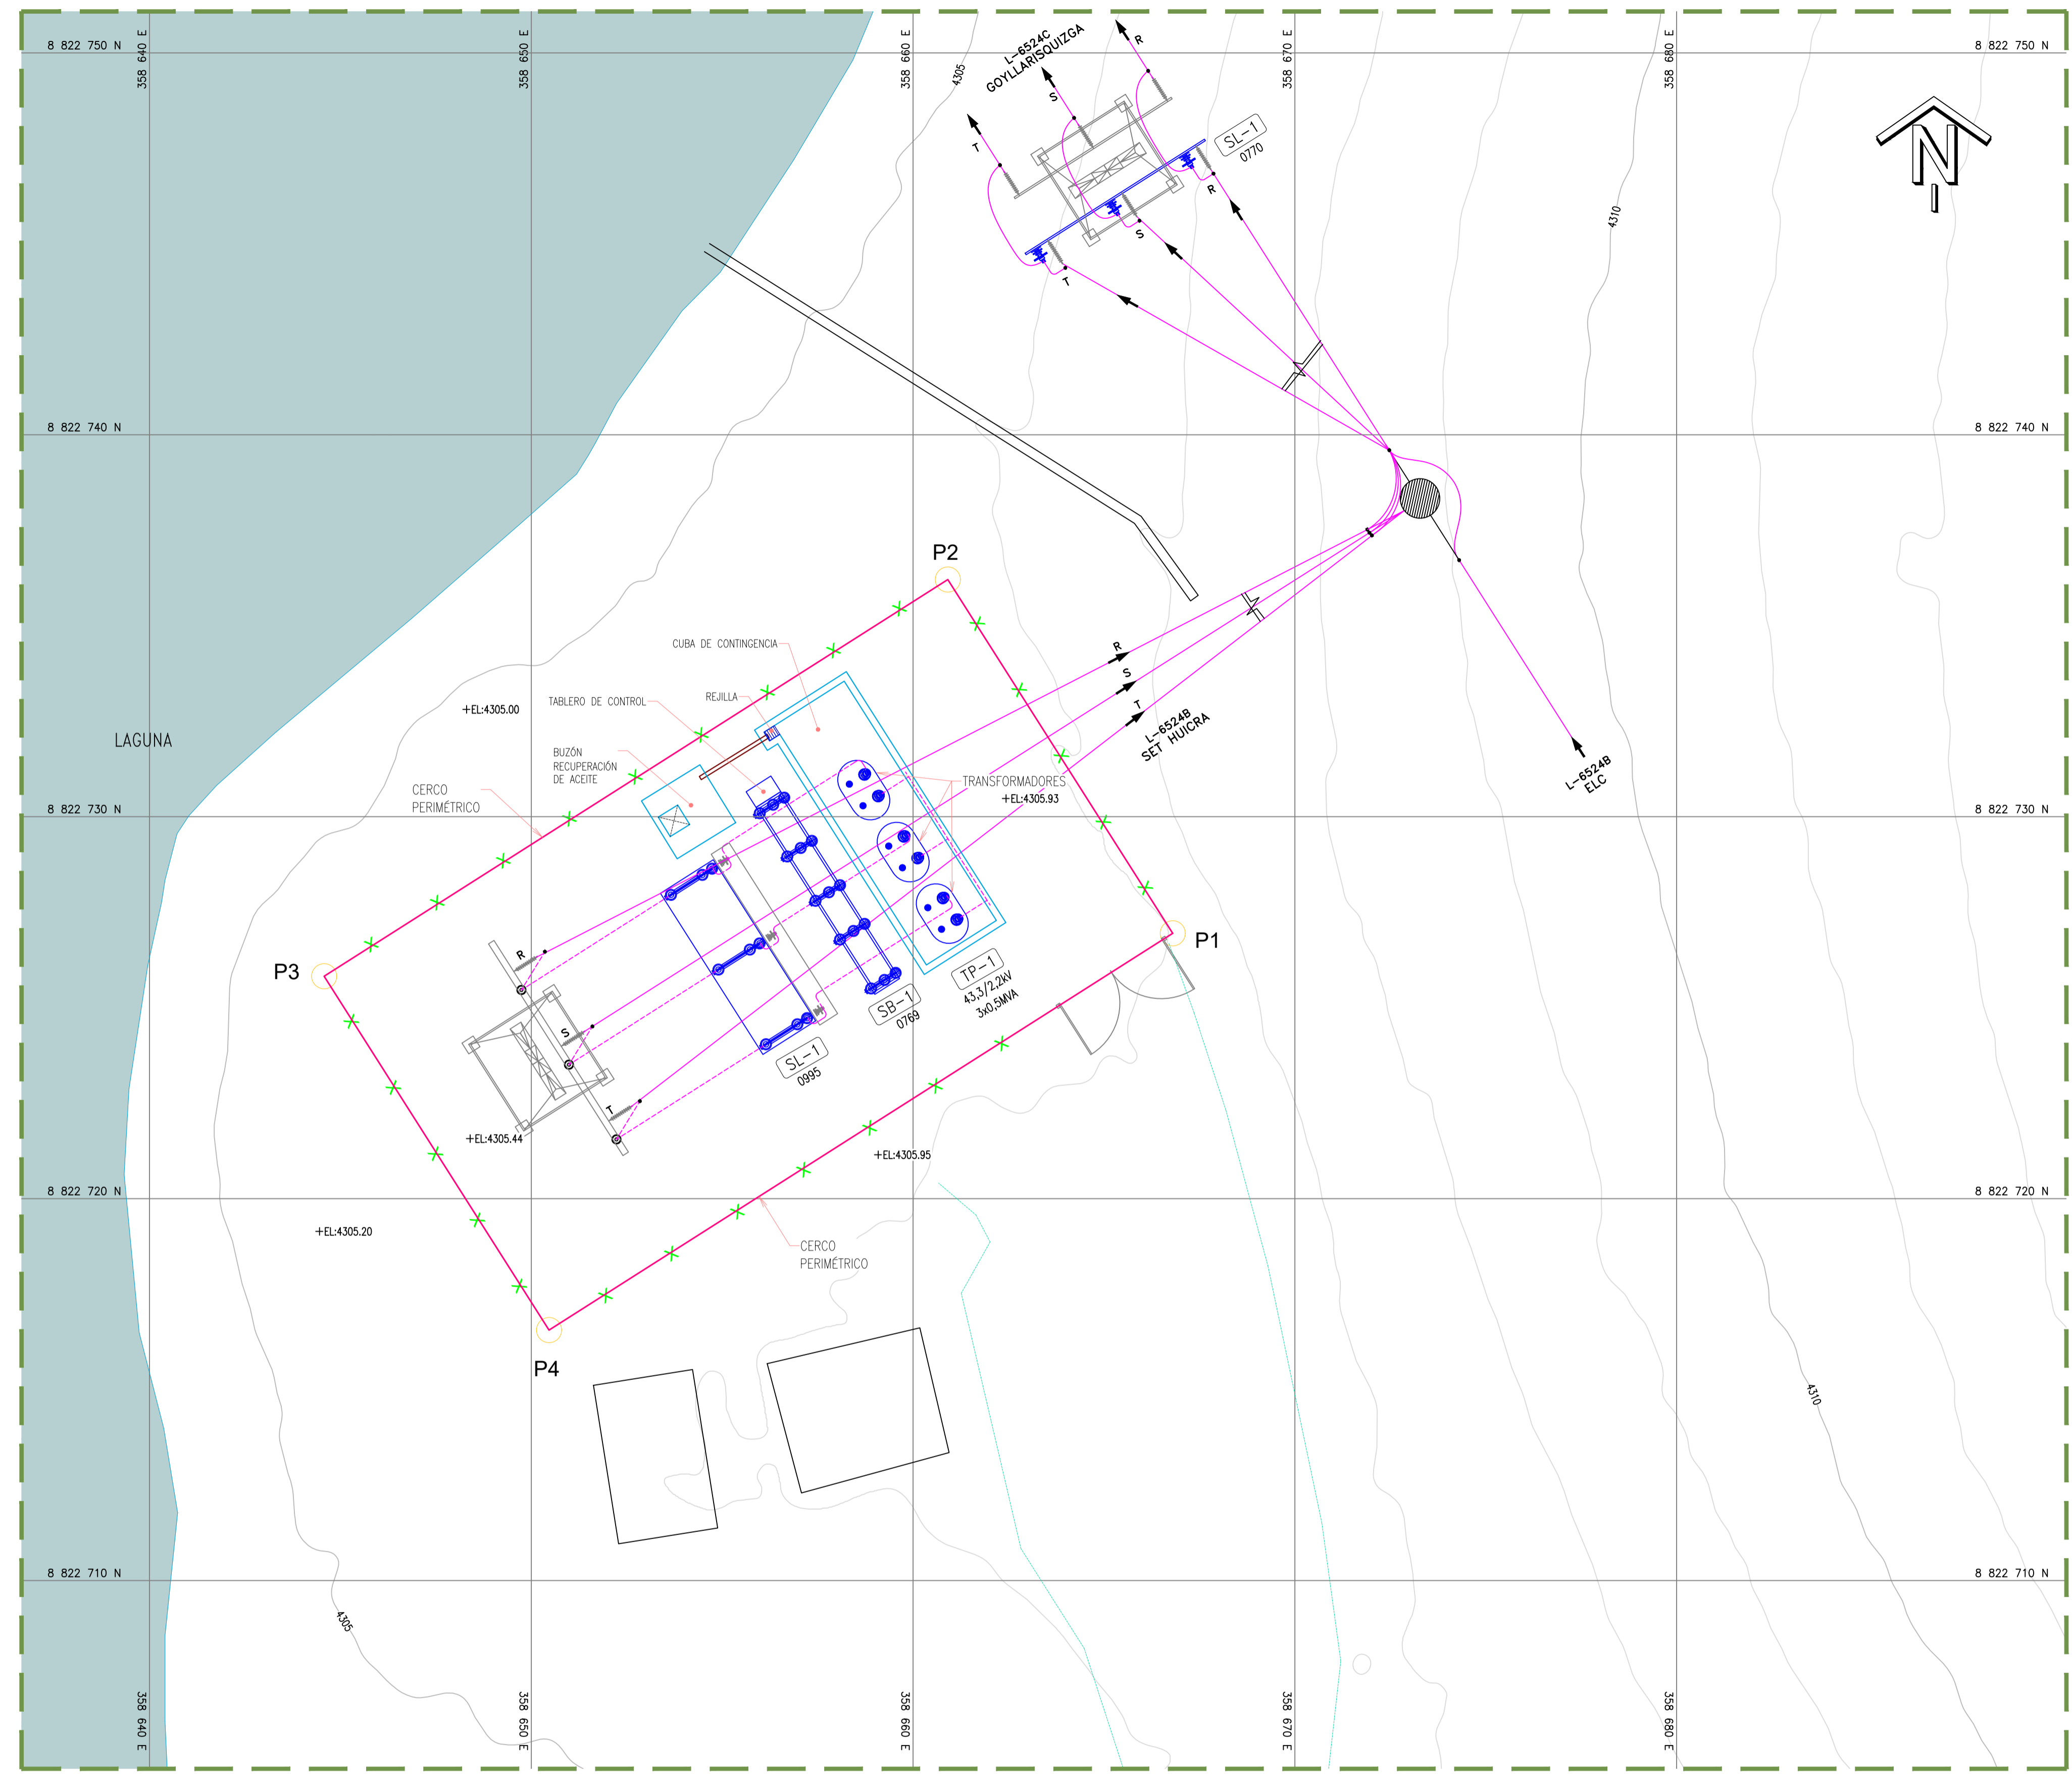 358 640 E
358 650 E
358 660 E
358 670 E
358 680 E
8 822 750 N
8 822 750 N
L-6524C
GOYLLARISQUIZGA
R
S
T
4305
SL-1
0770
R
S
T
N
4310
8 822 740 N
8 822 740 N
P2
CUBA DE CONTINGENCIA
REJILLA
TABLERO DE CONTROL
R
S
T
L-6524B
SET HUICRA
+EL:4305.00
LAGUNA
BUZÓN
RECUPERACIÓN
DE ACEITE
TRANSFORMADORES
+EL:4305.93
L-6524B
ELC
CERCO
PERIMÉTRICO
8 822 730 N
8 822 730 N
P1
P3
R
S
T
TP-1
43,3/2,2kV
3x0,5MVA
SB-1
0769
SL-1
0995
+EL:4305.44
+EL:4305.95
8 822 720 N
8 822 720 N
+EL:4305.20
CERCO
PERIMÉTRICO
P4
4310
8 822 710 N
8 822 710 N
4305
358 640 E
358 650 E
358 660 E
358 670 E
358 680 E